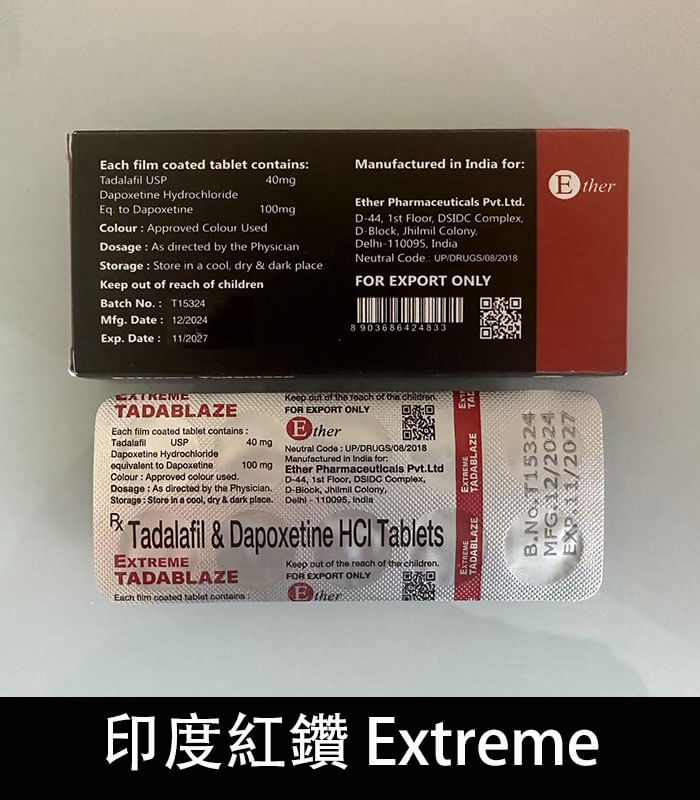 Each film coated tablet contains:
Tadalafil USP 40mg
Dapoxetine Hydrochloride
Eq. to Dapoxetine 100mg
Colour : Approved Colour Used
Dosage : As directed by the Physician
Storage : Store in a cool, dry & dark place
Keep out of reach of children
Batch No. : T15324
Mfg. Date : 12/2024
Exp. Date : 11/2027
Manufactured in India for:
Ether Pharmaceuticals Pvt.Ltd.
D-44, 1st Floor, DSIDC Complex,
D-Block, Jhilmil Colony,
Delhi-110095, India
Neutral Code.: UP/DRUGS/08/2018
FOR EXPORT ONLY
8 903686 424833
Ether
EXTREME
TADABLAZE
Each film coated tablet contains :
Tadalafil USP 40 mg
Dapoxetine Hydrochloride
equivalent to Dapoxetine 100 mg
Colour : Approved colour used.
Dosage : As directed by the Physician.
Storage : Store in a cool, dry & dark place.
Keep out of the reach of the children.
FOR EXPORT ONLY
Ether
Neutral Code : UP/DRUGS/08/2018
Manufactured in India for:
Ether Pharmaceuticals Pvt.Ltd
D-44, 1st Floor, DSIDC Complex,
D-Block, Jhilmil Colony,
Delhi - 110095, India
Rx Tadalafil & Dapoxetine HCl Tablets
EXTREME
TADABLAZE
Each film coated tablet contains :
Keep out of the reach of the children.
FOR EXPORT ONLY
Ether
EXTREME
TADABLAZE
EXTREME
TADABLAZE
B.No.T15324
MFG.12/2024
EXP.11/2027
印度紅鑽 Extreme